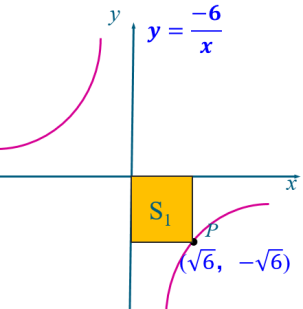 y
y = -6/x
x
S₁
P
(√6, -√6)